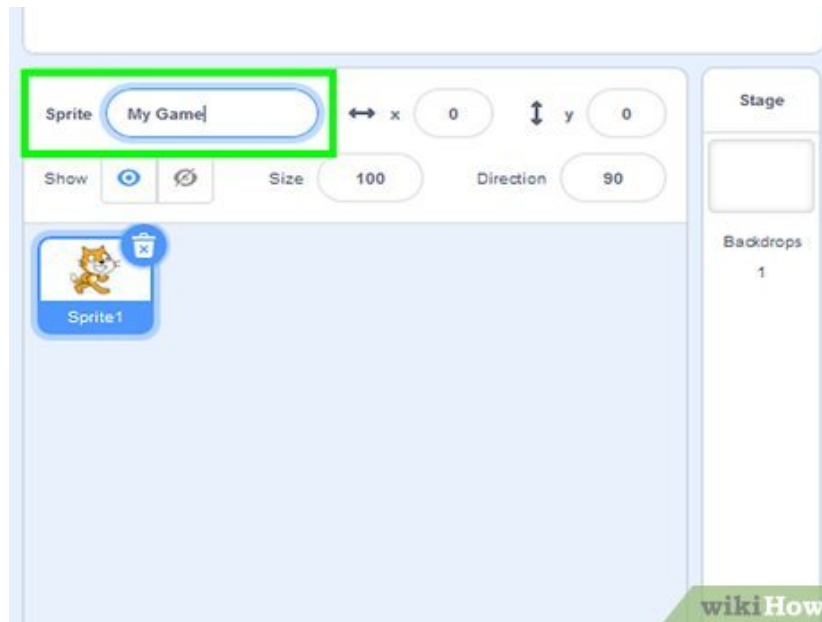 Sprite My Game x 0 y 0
Stage
Show Size 100 Direction 90
Backdrops
1
Sprite1
wikiHow